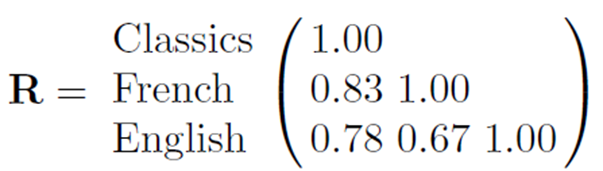 Classics 1.00
R = French 0.83 1.00
English 0.78 0.67 1.00